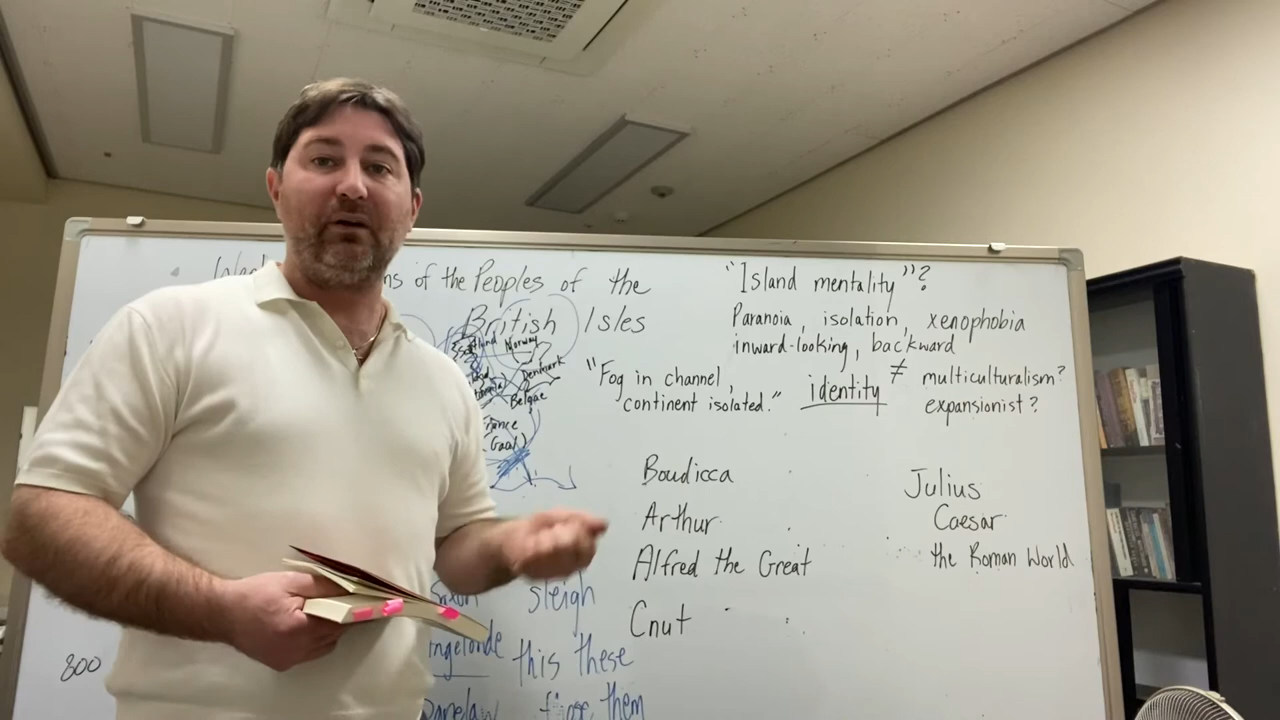 of the Peoples of the
British Isles
Norway
Denmark
Belgae
(Gaul)
"Island mentality"?
Paranoia, isolation, xenophobia
inward-looking, backward
"Fog in channel,
continent isolated."
identity ≠ multiculturalism?
expansionist?
Boudicca
Arthur
Alfred the Great
Cnut
Julius
Caesar
the Roman World
sleigh
this these
them
800